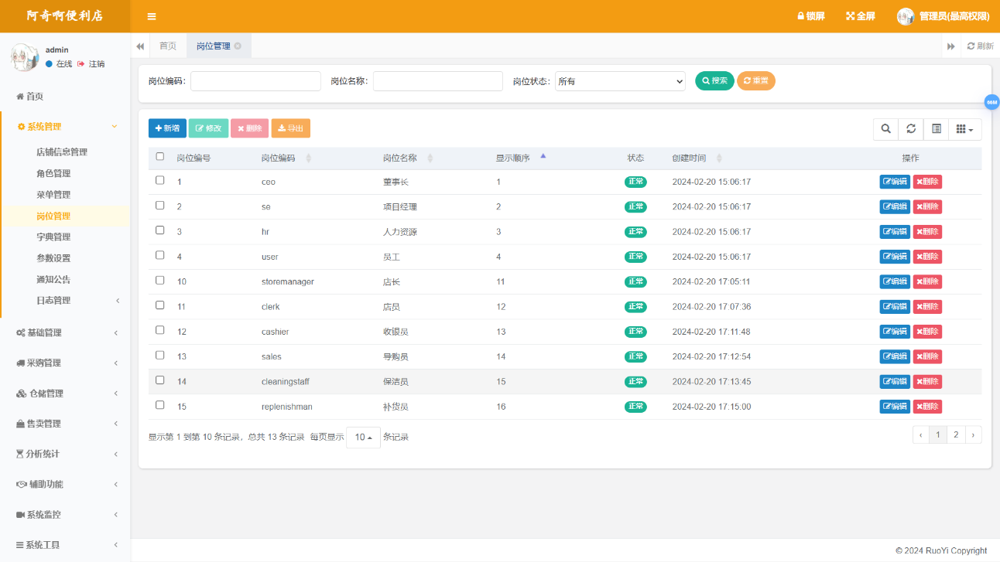 阿奇啊便利店
锁屏 全屏 管理员(最高权限)
admin
在线 注销
首页 岗位管理 刷新
首页
系统管理
店铺信息管理
角色管理
菜单管理
岗位管理
字典管理
参数设置
通知公告
日志管理
基础管理
采购管理
仓储管理
售卖管理
分析统计
辅助功能
系统监控
系统工具
岗位编码： 岗位名称： 岗位状态： 所有 搜索 重置
66M
新增 修改 删除 导出
岗位编号 岗位编码 岗位名称 显示顺序 状态 创建时间 操作
1 ceo 董事长 1 正常 2024-02-20 15:06:17 编辑 删除
2 se 项目经理 2 正常 2024-02-20 15:06:17 编辑 删除
3 hr 人力资源 3 正常 2024-02-20 15:06:17 编辑 删除
4 user 员工 4 正常 2024-02-20 15:06:17 编辑 删除
10 storemanager 店长 11 正常 2024-02-20 17:05:11 编辑 删除
11 clerk 店员 12 正常 2024-02-20 17:07:36 编辑 删除
12 cashier 收银员 13 正常 2024-02-20 17:11:48 编辑 删除
13 sales 导购员 14 正常 2024-02-20 17:12:54 编辑 删除
14 cleaningstaff 保洁员 15 正常 2024-02-20 17:13:45 编辑 删除
15 replenishman 补货员 16 正常 2024-02-20 17:15:00 编辑 删除
显示第 1 到第 10 条记录，总共 13 条记录 每页显示 10 条记录 ‹ 1 2 ›
© 2024 RuoYi Copyright